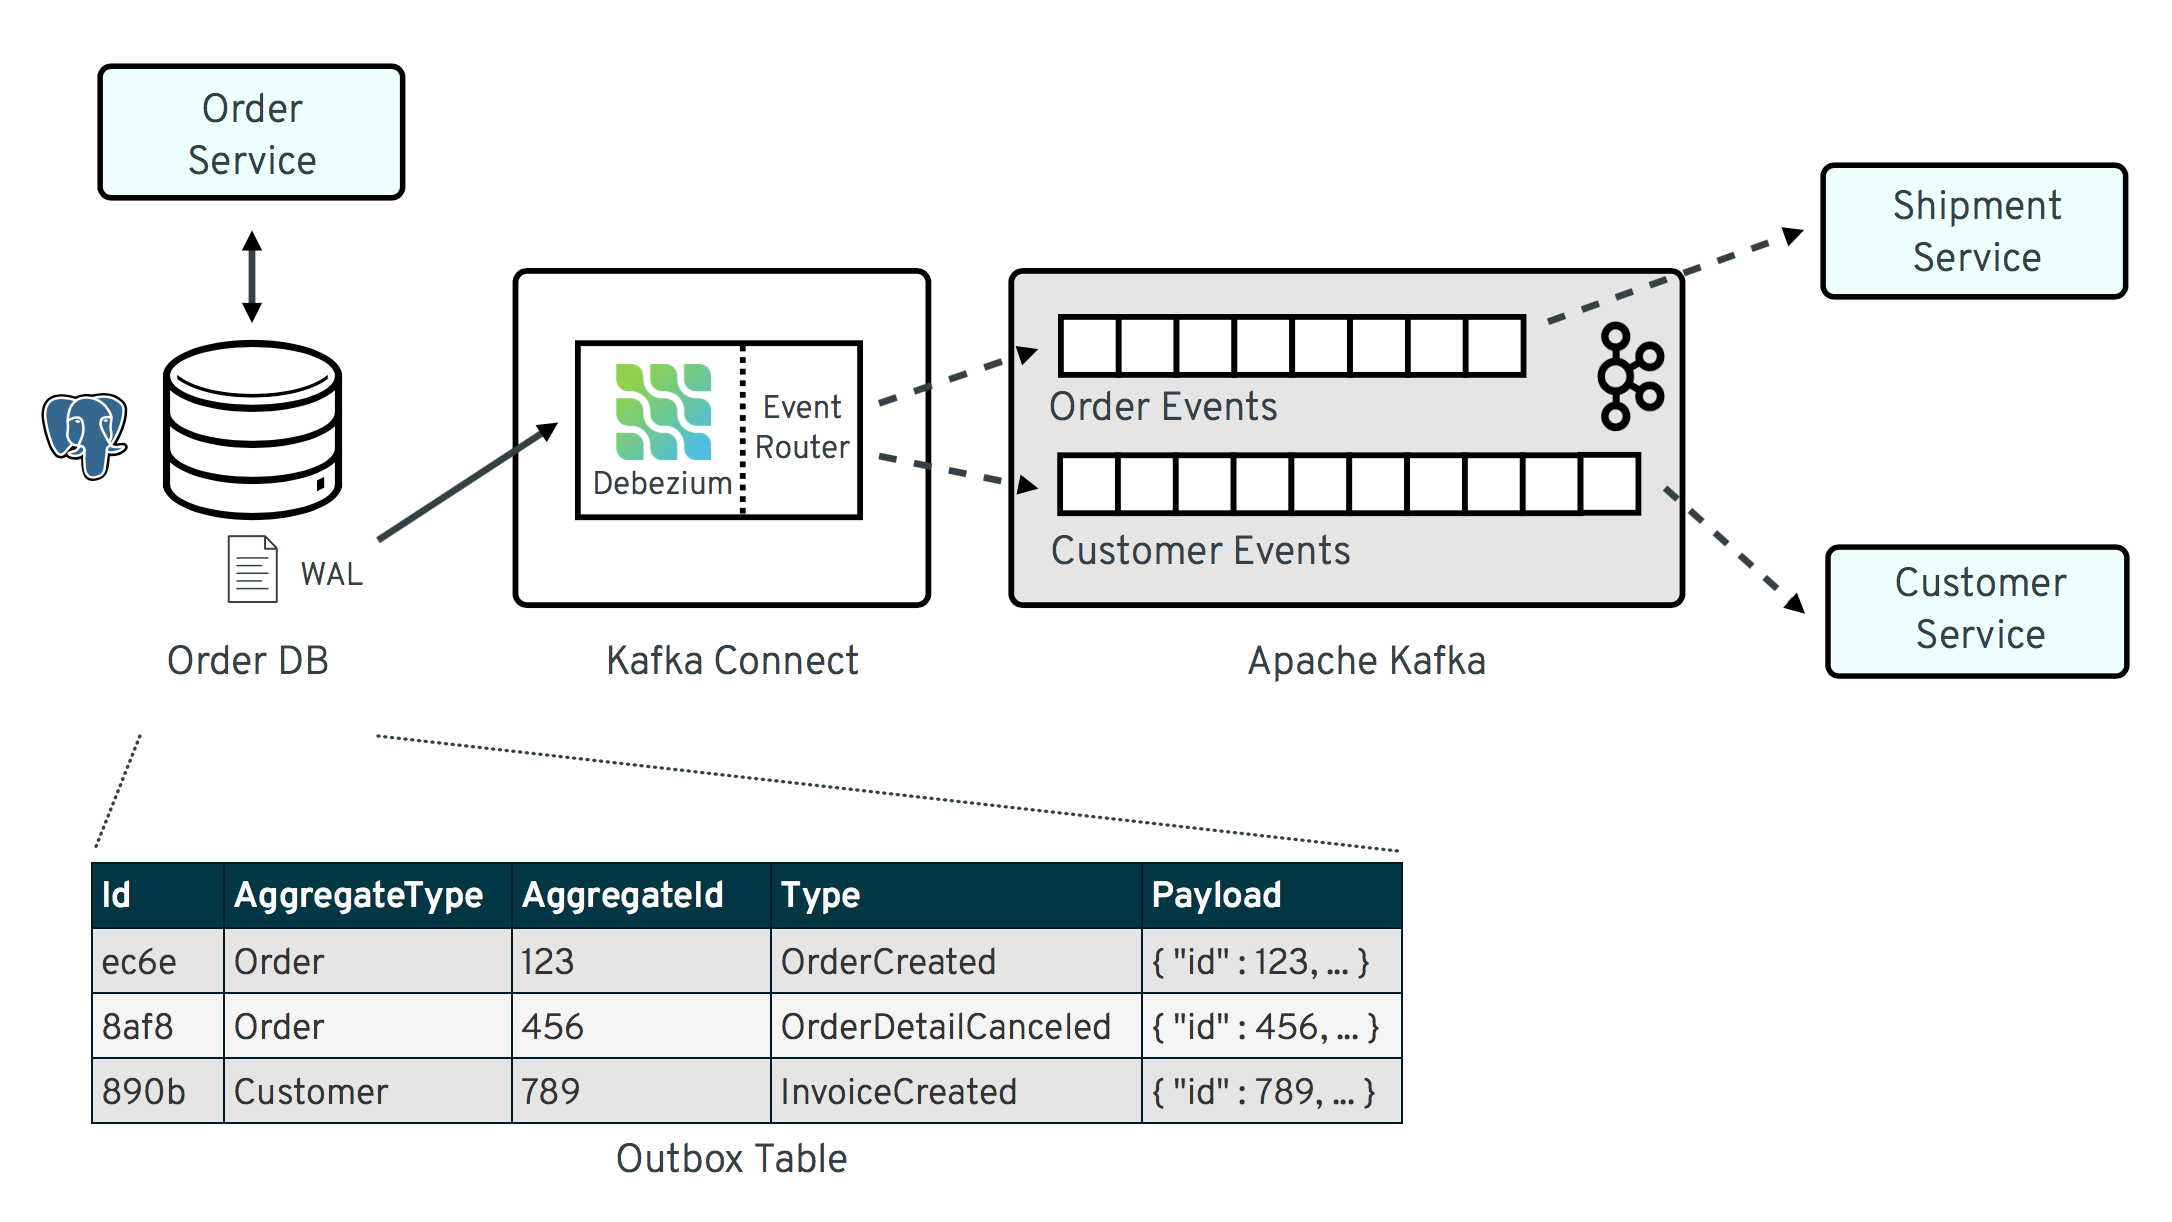 Order
Service
Shipment
Service
Event
Router
Debezium
Order Events
Customer Events
WAL
Customer
Service
Order DB
Kafka Connect
Apache Kafka
Id AggregateType AggregateId Type Payload
ec6e Order 123 OrderCreated { "id" : 123, ... }
8af8 Order 456 OrderDetailCanceled { "id" : 456, ... }
890b Customer 789 InvoiceCreated { "id" : 789, ... }
Outbox Table